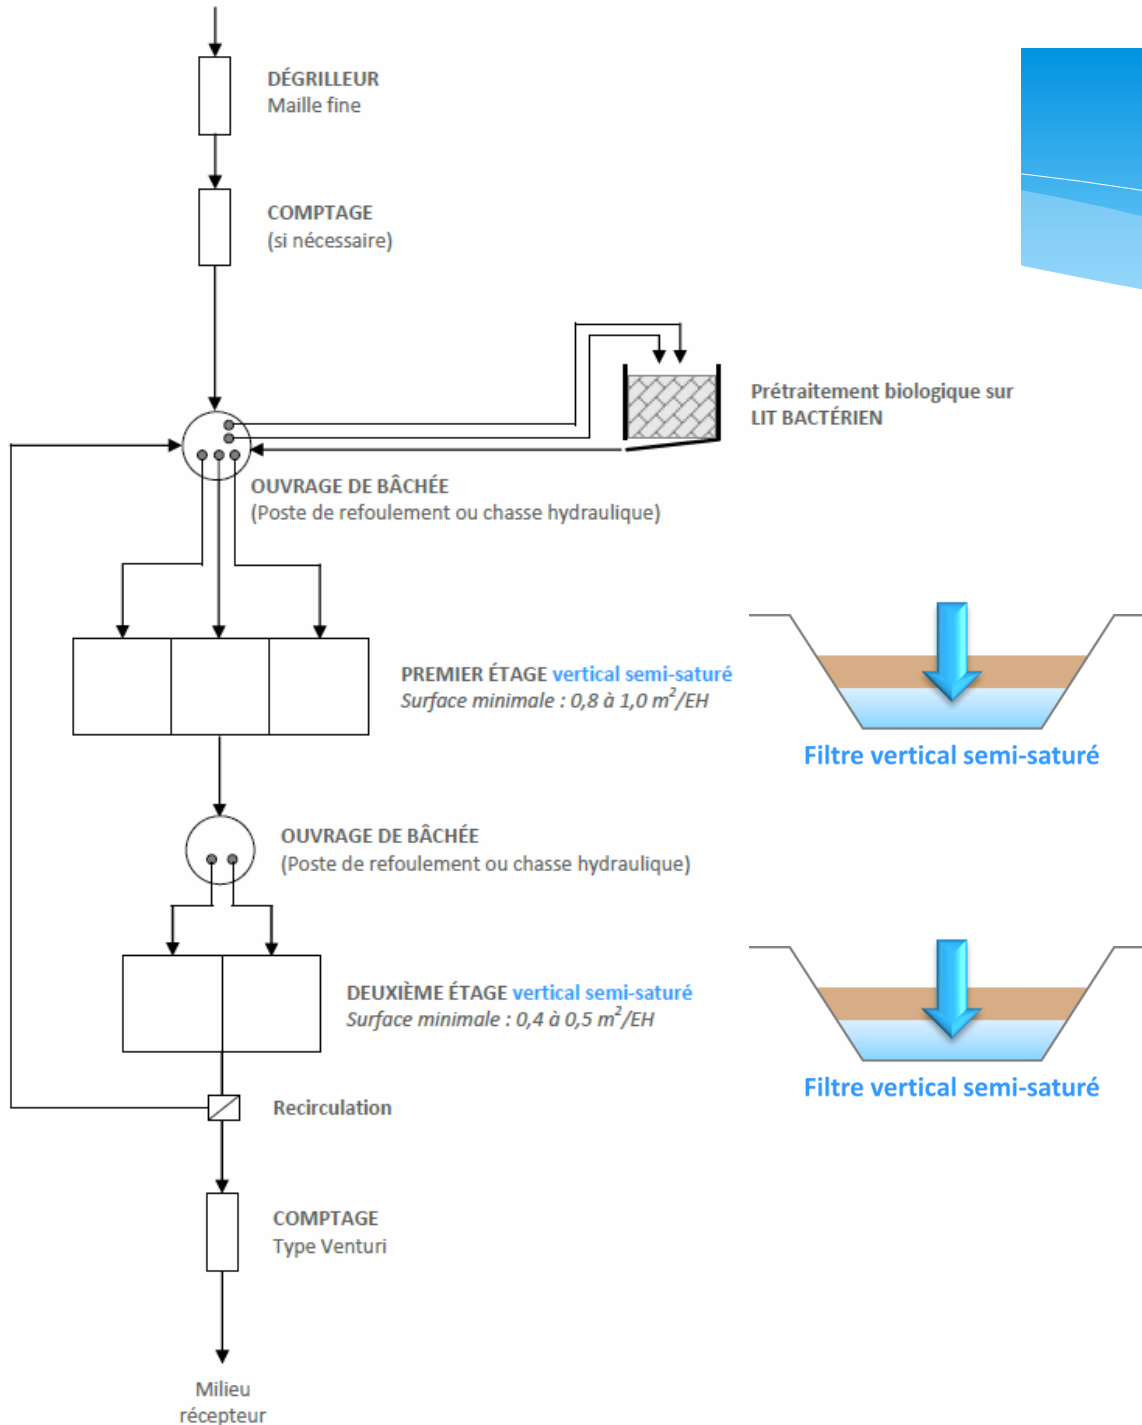 DÉGRILLEUR
Maille fine
COMPTAGE
(si nécessaire)
Prétraitement biologique sur
LIT BACTÉRIEN
OUVRAGE DE BÂCHÉE
(Poste de refoulement ou chasse hydraulique)
PREMIER ÉTAGE vertical semi-saturé
Surface minimale : 0,8 à 1,0 m²/EH
Filtre vertical semi-saturé
OUVRAGE DE BÂCHÉE
(Poste de refoulement ou chasse hydraulique)
DEUXIÈME ÉTAGE vertical semi-saturé
Surface minimale : 0,4 à 0,5 m²/EH
Filtre vertical semi-saturé
Recirculation
COMPTAGE
Type Venturi
Milieu
récepteur